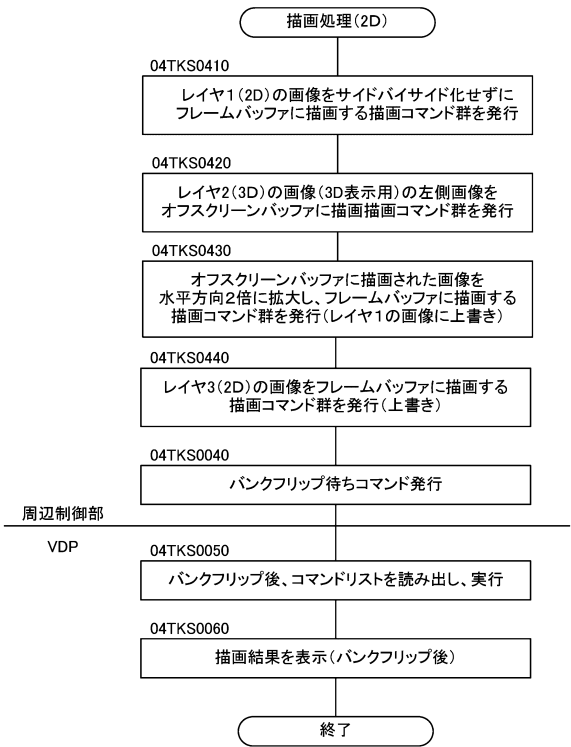 描画処理(2D)
04TKS0410
レイヤ1(2D)の画像をサイドバイサイド化せずに
フレームバッファに描画する描画コマンド群を発行
04TKS0420
レイヤ2(3D)の画像(3D表示用)の左側画像を
オフスクリーンバッファに描画描画コマンド群を発行
04TKS0430
オフスクリーンバッファに描画された画像を
水平方向2倍に拡大し、フレームバッファに描画する
描画コマンド群を発行(レイヤ1の画像に上書き)
04TKS0440
レイヤ3(2D)の画像をフレームバッファに描画する
描画コマンド群を発行(上書き)
04TKS0040
バンクフリップ待ちコマンド発行
周辺制御部
VDP
04TKS0050
バンクフリップ後、コマンドリストを読み出し、実行
04TKS0060
描画結果を表示(バンクフリップ後)
終了